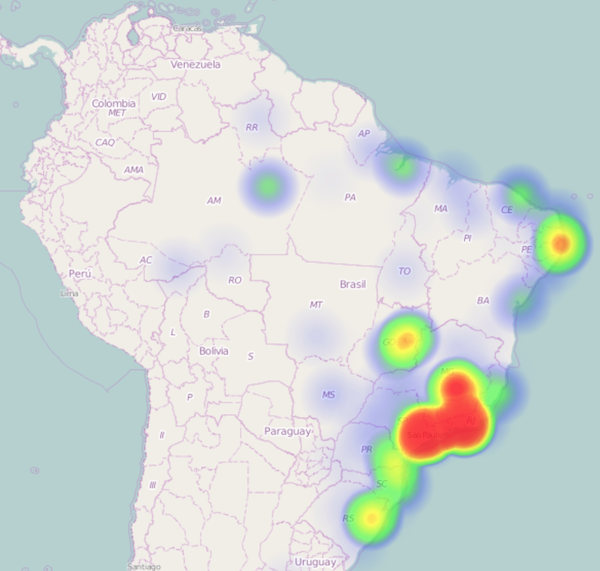 Caracas
Venezuela
Colombia
VID
MET
RR
AP
CAQ
AMA
AM
PA
MA
CE
PI
PE
AC
RO
TO
Perú
Lima
Brasil
BA
MT
B
L
Bolivia
S
GO
MS
P
Paraguay
II
PR
SC
III
RS
Uruguay
Santiago